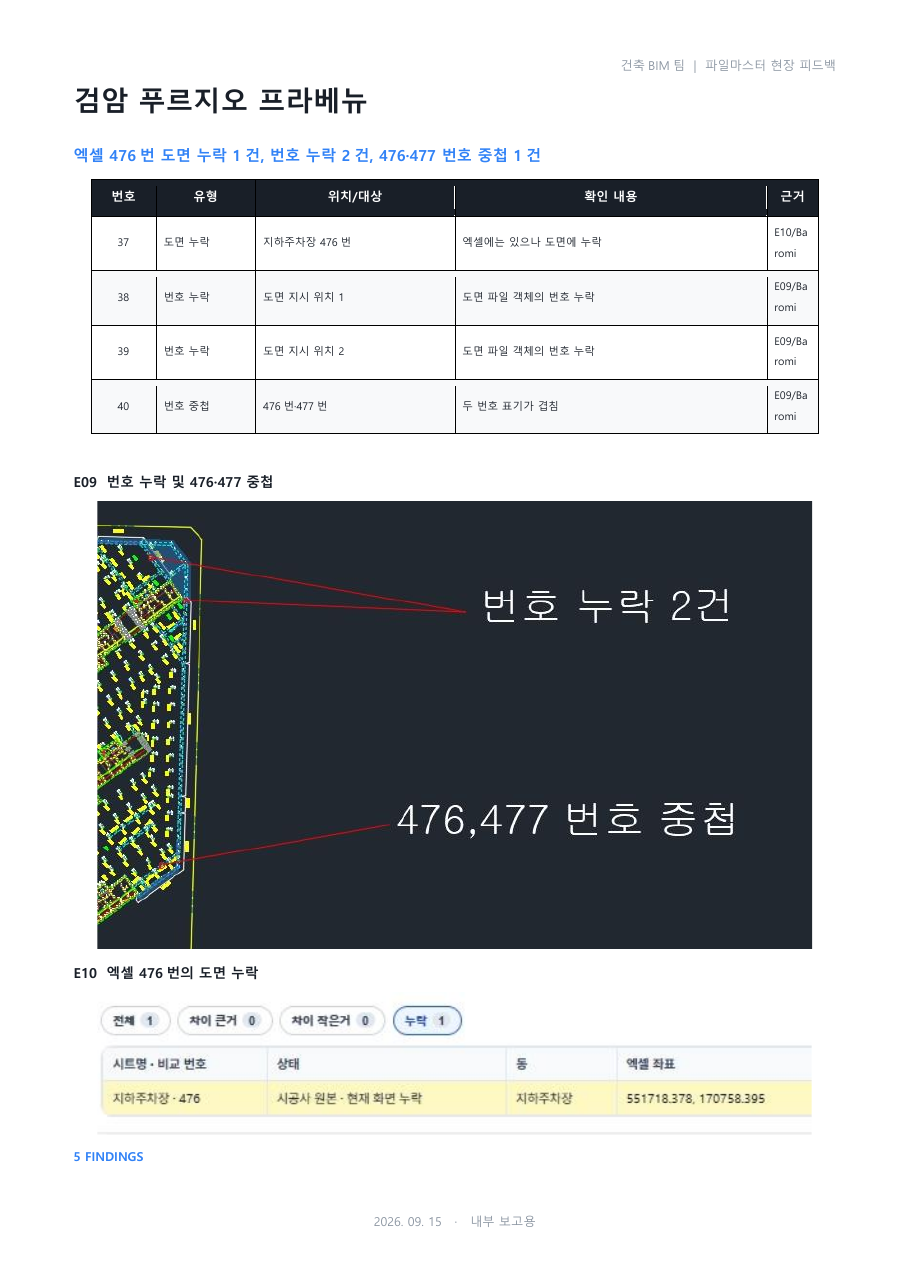 건축 BIM 팀 | 파일마스터 현장 피드백
검암 푸르지오 프라베뉴
엑셀 476 번 도면 누락 1 건, 번호 누락 2 건, 476·477 번호 중첩 1 건
번호 유형 위치/대상 확인 내용 근거
37 도면 누락 지하주차장 476 번 엑셀에는 있으나 도면에 누락 E10/Ba
romi
38 번호 누락 도면 지시 위치 1 도면 파일 객체의 번호 누락 E09/Ba
romi
39 번호 누락 도면 지시 위치 2 도면 파일 객체의 번호 누락 E09/Ba
romi
40 번호 중첩 476 번·477 번 두 번호 표기가 겹침 E09/Ba
romi
E09 번호 누락 및 476·477 중첩
번호 누락 2건
476,477 번호 중첩
E10 엑셀 476 번의 도면 누락
전체 1 차이 큰거 0 차이 작은거 0 누락 1
시트명 · 비교 번호 상태 동 엑셀 좌표
지하주차장 · 476 시공사 원본 · 현재 화면 누락 지하주차장 551718.378, 170758.395
5 FINDINGS
2026. 09. 15 · 내부 보고용